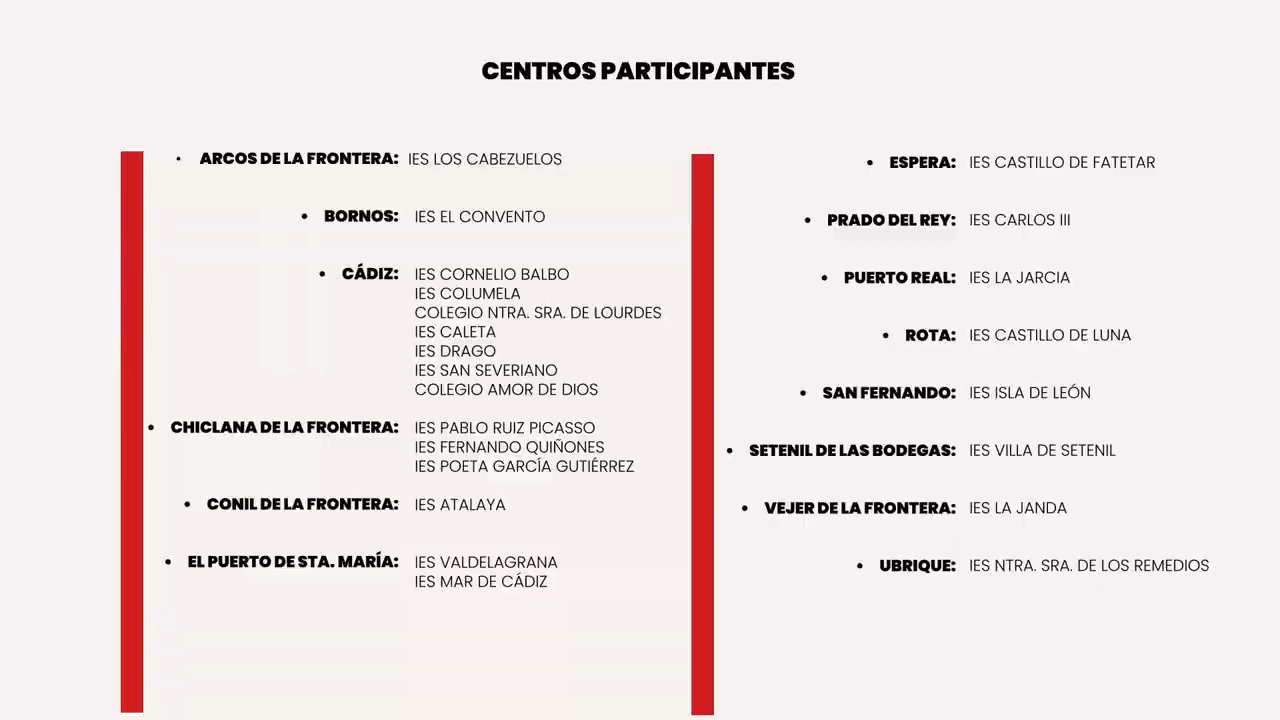 CENTROS PARTICIPANTES
• ARCOS DE LA FRONTERA: IES LOS CABEZUELOS
• BORNOS: IES EL CONVENTO
• CÁDIZ: IES CORNELIO BALBO
IES COLUMELA
COLEGIO NTRA. SRA. DE LOURDES
IES CALETA
IES DRAGO
IES SAN SEVERIANO
COLEGIO AMOR DE DIOS
• CHICLANA DE LA FRONTERA: IES PABLO RUIZ PICASSO
IES FERNANDO QUIÑONES
IES POETA GARCÍA GUTIÉRREZ
• CONIL DE LA FRONTERA: IES ATALAYA
• EL PUERTO DE STA. MARÍA: IES VALDELAGRANA
IES MAR DE CÁDIZ
• ESPERA: IES CASTILLO DE FATETAR
• PRADO DEL REY: IES CARLOS III
• PUERTO REAL: IES LA JARCIA
• ROTA: IES CASTILLO DE LUNA
• SAN FERNANDO: IES ISLA DE LEÓN
• SETENIL DE LAS BODEGAS: IES VILLA DE SETENIL
• VEJER DE LA FRONTERA: IES LA JANDA
• UBRIQUE: IES NTRA. SRA. DE LOS REMEDIOS